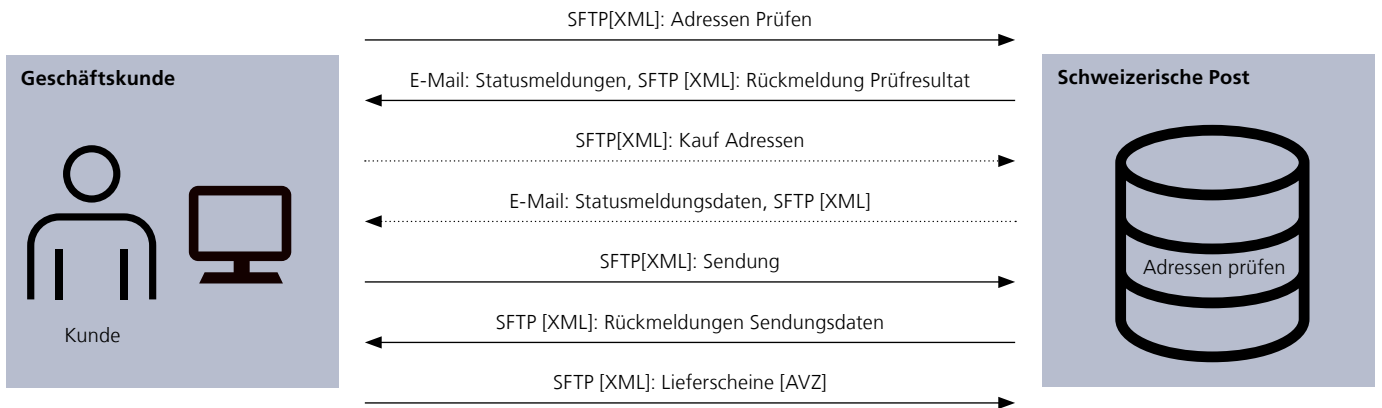 SFTP[XML]: Adressen Prüfen
Geschäftskunde
E-Mail: Statusmeldungen, SFTP [XML]: Rückmeldung Prüfresultat
Schweizerische Post
SFTP[XML]: Kauf Adressen
E-Mail: Statusmeldungsdaten, SFTP [XML]
SFTP[XML]: Sendung
Adressen prüfen
SFTP [XML]: Rückmeldungen Sendungsdaten
Kunde
SFTP [XML]: Lieferscheine [AVZ]